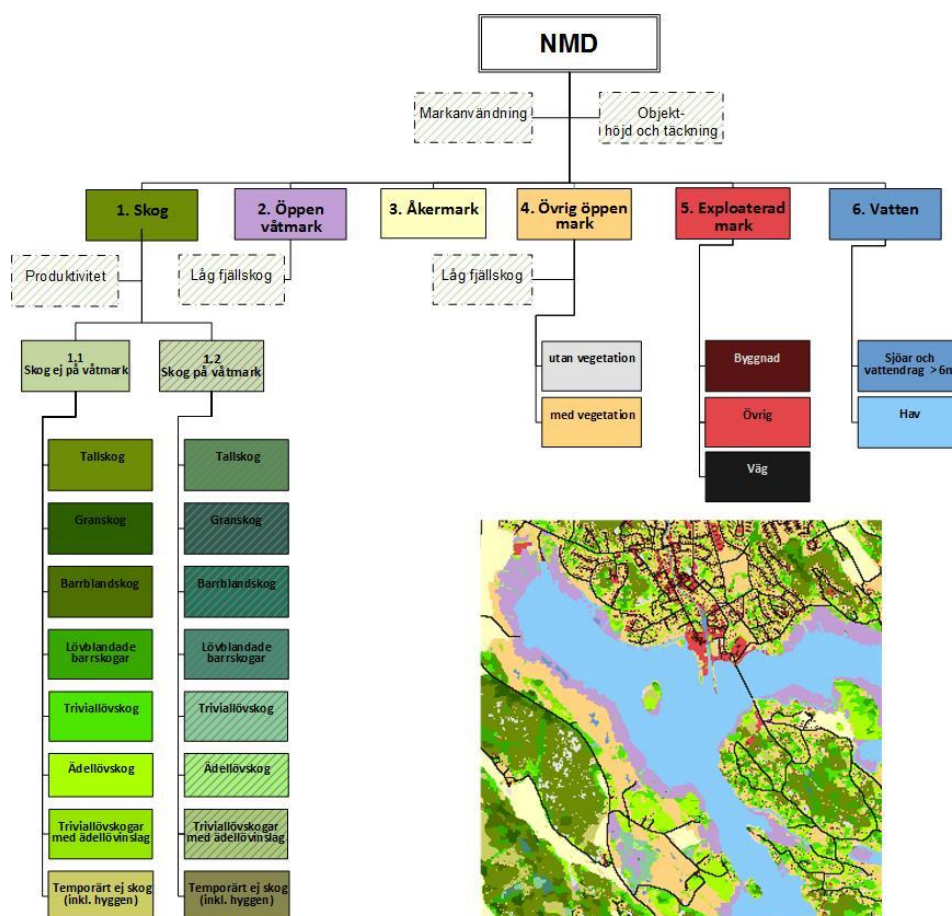 NMD
Markanvändning
Objekt-
höjd och täckning
1. Skog
2. Öppen
våtmark
3. Åkermark
4. Övrig öppen
mark
5. Exploaterad
mark
6. Vatten
Produktivitet
Låg fjällskog
Låg fjällskog
1.1
Skog ej på våtmark
1.2
Skog på våtmark
utan vegetation
med vegetation
Byggnad
Övrig
Väg
Sjöar och
vattendrag >6m
Hav
Tallskog
Granskog
Barrblandskog
Lövblandade
barrskogar
Triviallövskog
Ädellövskog
Triviallövskogar
med ädellövinslag
Temporärt ej skog
(inkl. hyggen)
Tallskog
Granskog
Barrblandskog
Lövblandade
barrskogar
Triviallövskog
Ädellövskog
Triviallövskogar
med ädellövinslag
Temporärt ej skog
(inkl. hyggen)